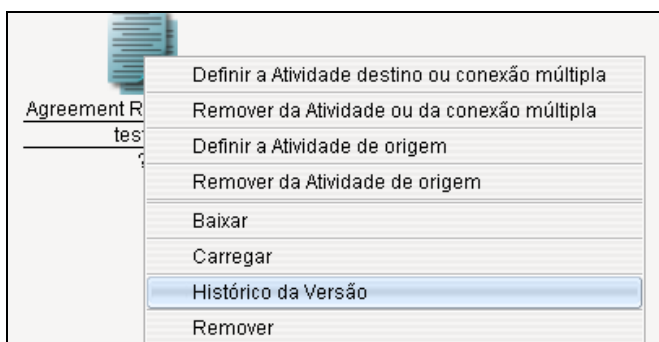 Definir a Atividade destino ou conexão múltipla
Agreement R
Remover da Atividade ou da conexão múltipla
Definir a Atividade de origem
Remover da Atividade de origem
Baixar
Carregar
Histórico da Versão
Remover